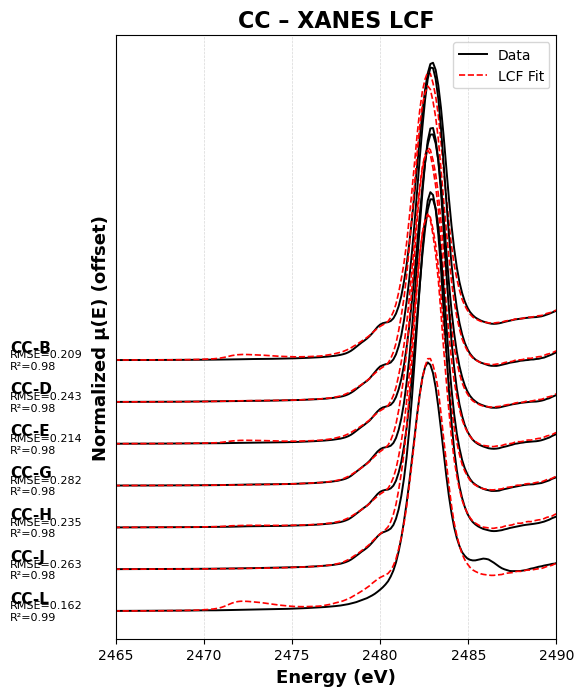 CC – XANES LCF
Data
LCF Fit
Normalized μ(E) (offset)
CC-B
RMSE=0.209
R²=0.98
CC-D
RMSE=0.243
R²=0.98
CC-E
RMSE=0.214
R²=0.98
CC-G
RMSE=0.282
R²=0.98
CC-H
RMSE=0.235
R²=0.98
CC-I
RMSE=0.263
R²=0.98
CC-L
RMSE=0.162
R²=0.99
2465 2470 2475 2480 2485 2490
Energy (eV)